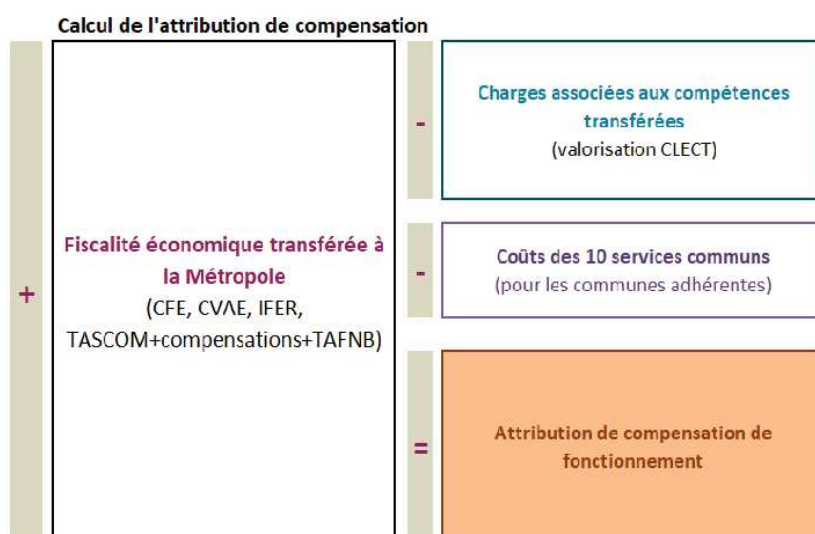 Calcul de l'attribution de compensation
+
Fiscalité économique transférée à
la Métropole
(CFE, CVAE, IFER,
TASCOM+compensations+TAFNB)
-
Charges associées aux compétences
transférées
(valorisation CLECT)
-
Coûts des 10 services communs
(pour les communes adhérentes)
=
Attribution de compensation de
fonctionnement